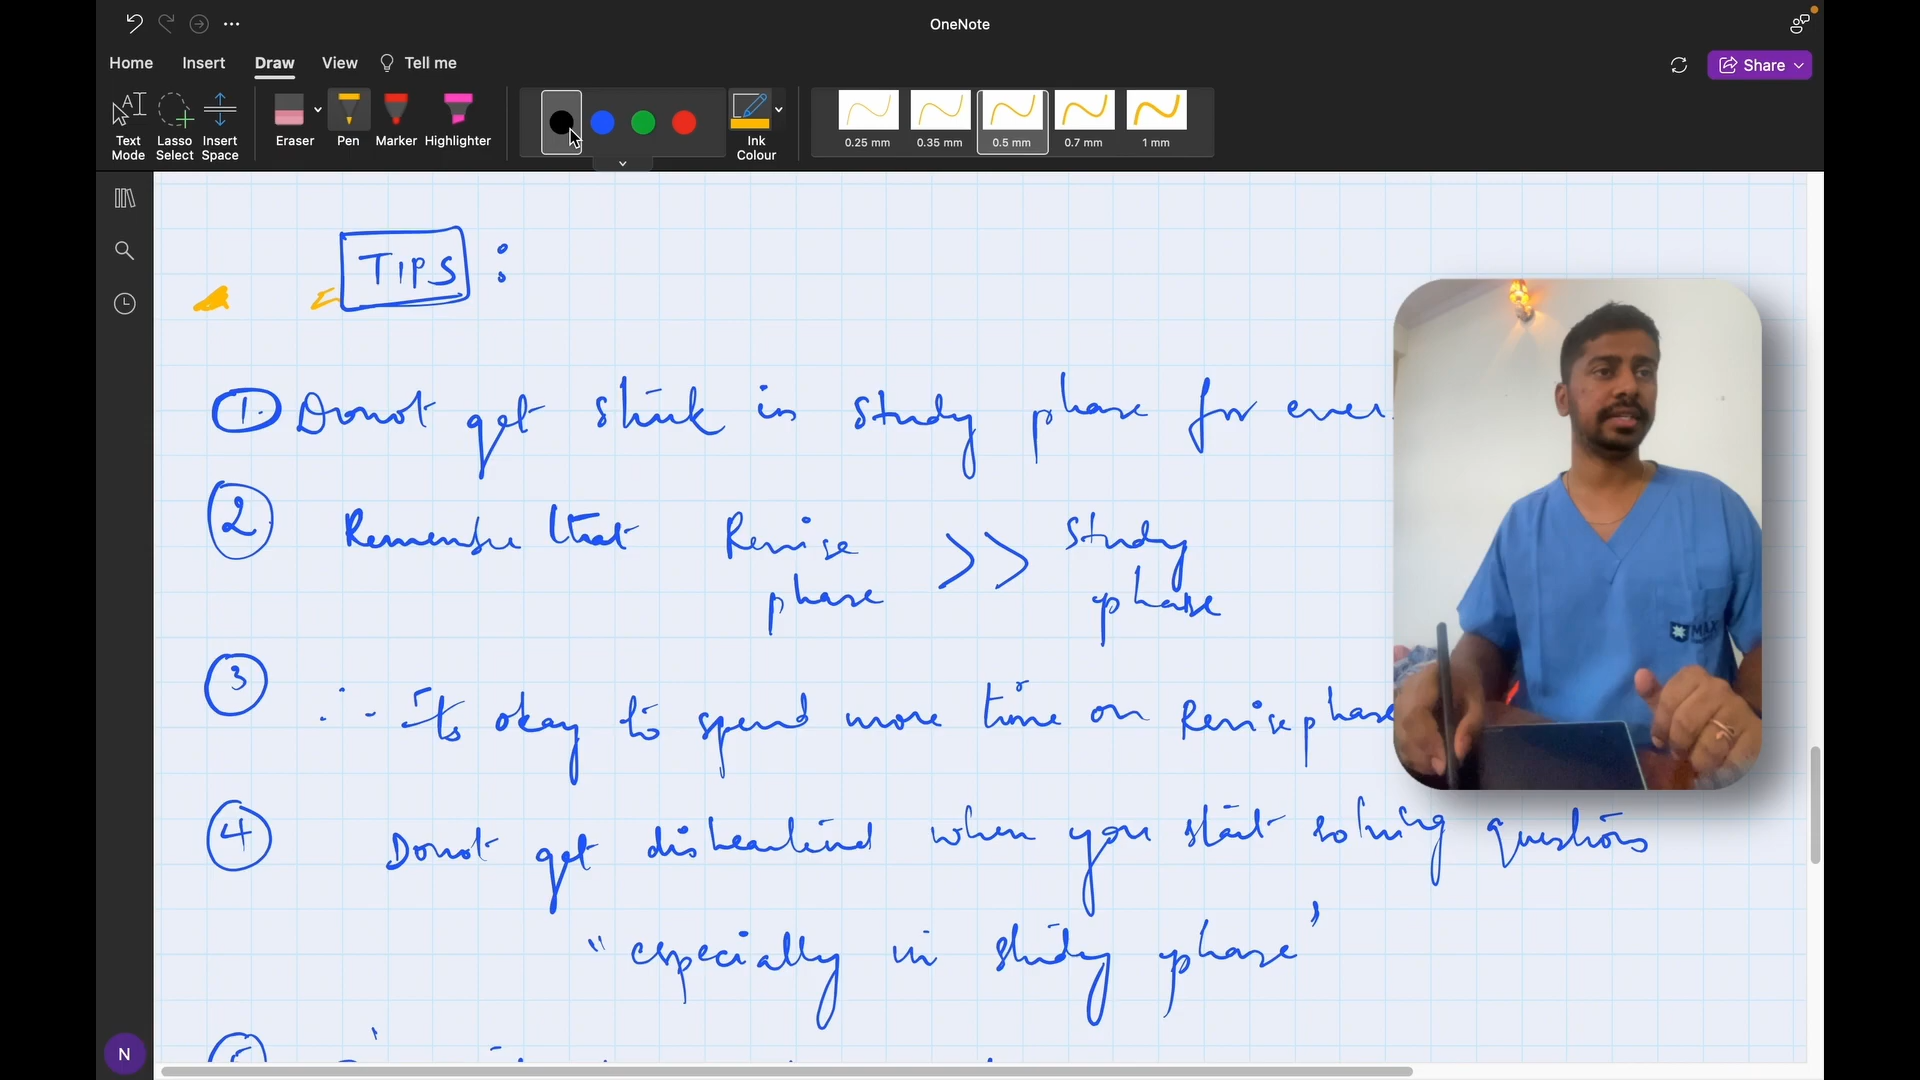 OneNote
Home Insert Draw View Tell me
Share
Text Mode
Lasso Select
Insert Space
Eraser
Pen
Marker
Highlighter
Ink Colour
0.25 mm
0.35 mm
0.5 mm
0.7 mm
1 mm
TIPS :
1. Donot get stuck in study phase for ever.
2 Remember that Revise phase >> Study phase
3 ∴ Its okay to spend more time on Revise phase
4 Donot get disheartend when you start solving questions
"especially in study phase"
MAX
N